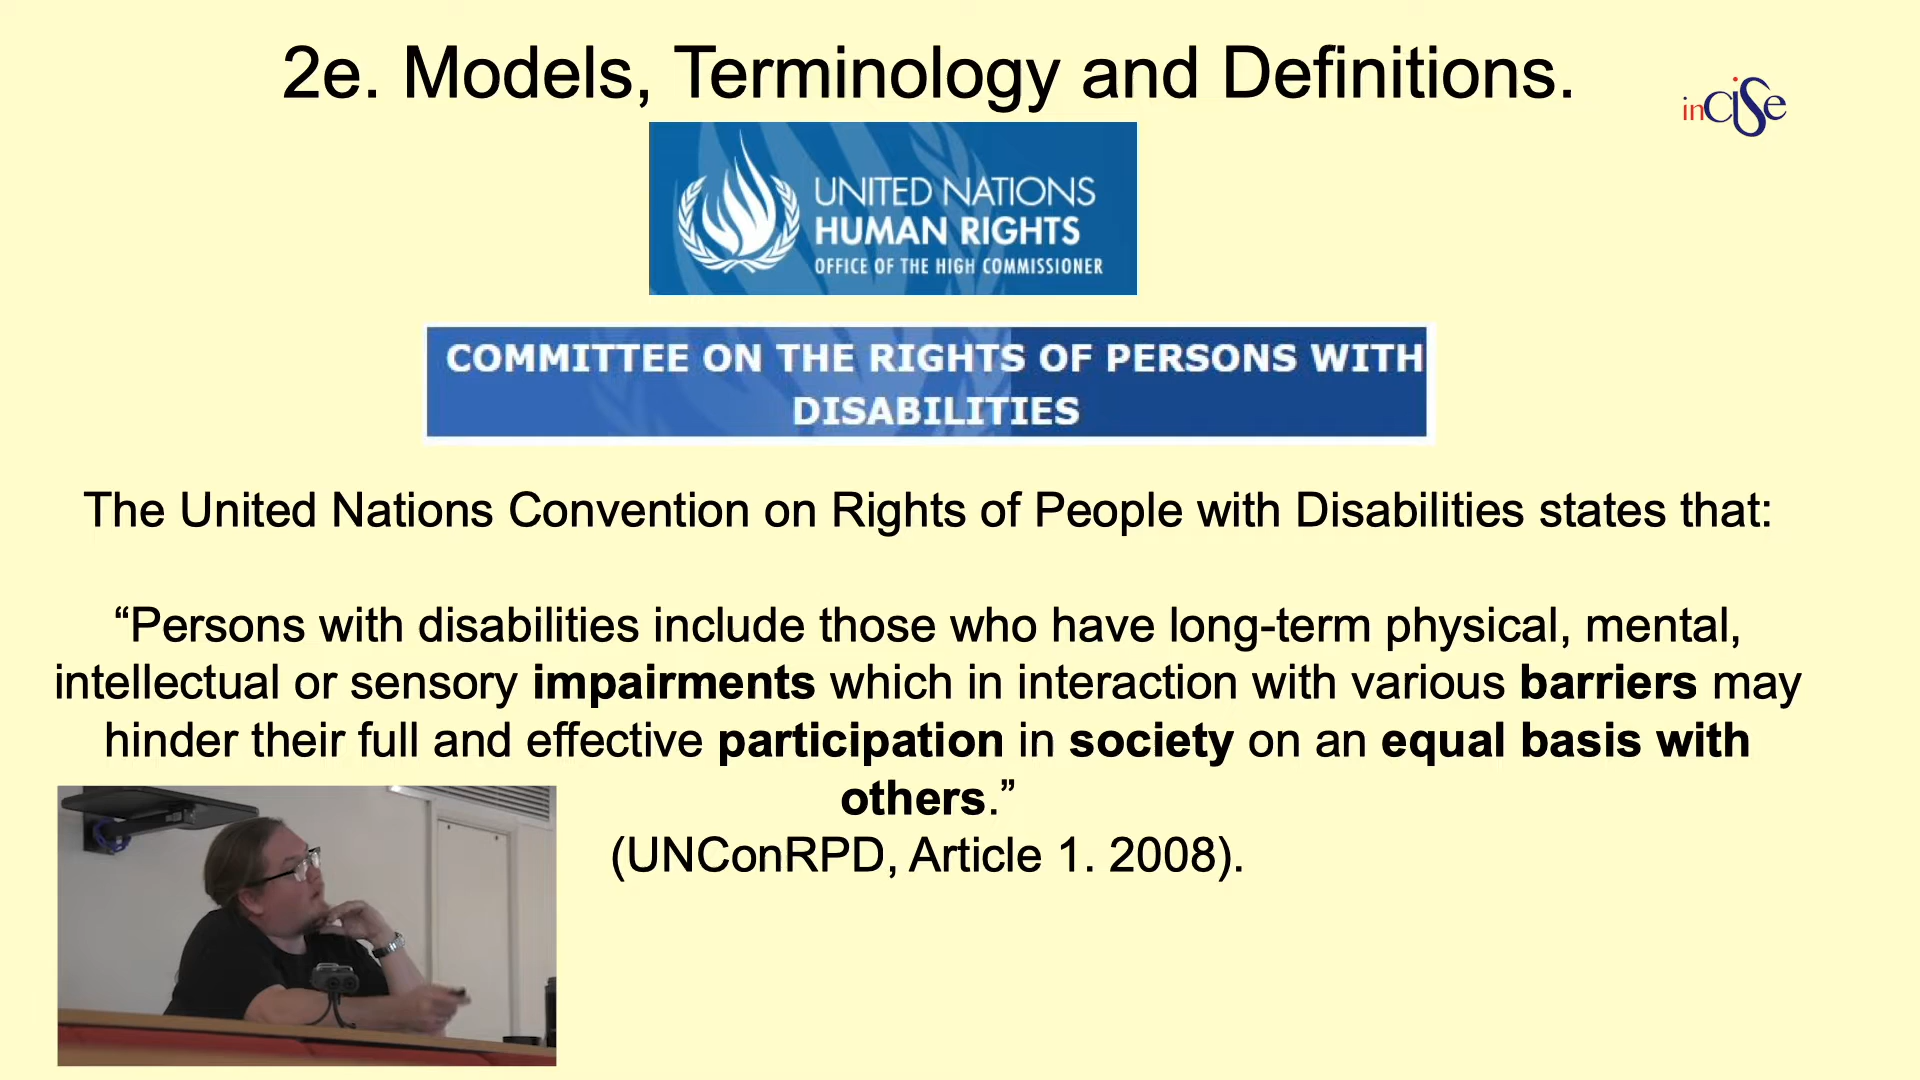 2e. Models, Terminology and Definitions.
inCiSe
UNITED NATIONS
HUMAN RIGHTS
OFFICE OF THE HIGH COMMISSIONER
COMMITTEE ON THE RIGHTS OF PERSONS WITH
DISABILITIES
The United Nations Convention on Rights of People with Disabilities states that:
“Persons with disabilities include those who have long-term physical, mental,
intellectual or sensory impairments which in interaction with various barriers may
hinder their full and effective participation in society on an equal basis with
others.”
(UNConRPD, Article 1. 2008).